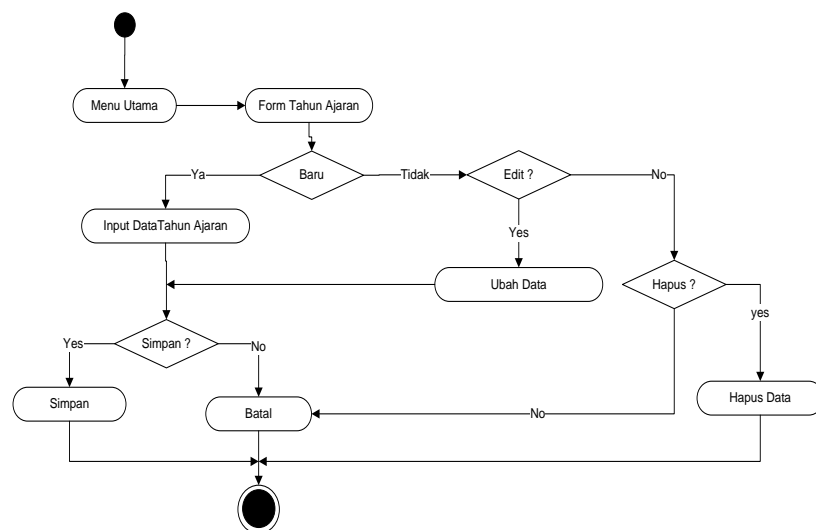 Menu Utama
Form Tahun Ajaran
Baru
Ya
Tidak
Edit ?
No
Input DataTahun Ajaran
Yes
Ubah Data
Hapus ?
yes
Simpan ?
Yes
No
Simpan
Batal
No
Hapus Data